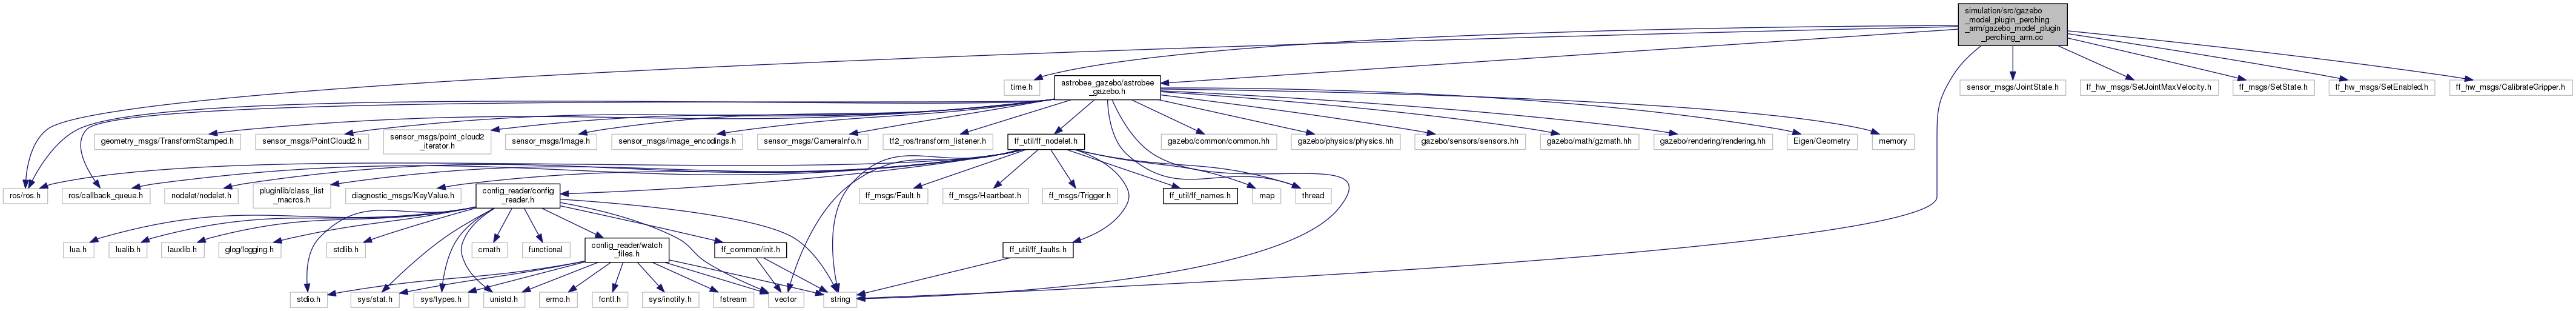 simulation/src/gazebo
_model_plugin_perching
_arm/gazebo_model_plugin
_perching_arm.cc
time.h
astrobee_gazebo/astrobee
_gazebo.h
sensor_msgs/JointState.h
ff_hw_msgs/SetJointMaxVelocity.h
ff_msgs/SetState.h
ff_hw_msgs/SetEnabled.h
ff_hw_msgs/CalibrateGripper.h
geometry_msgs/TransformStamped.h
sensor_msgs/PointCloud2.h
sensor_msgs/point_cloud2
_iterator.h
sensor_msgs/Image.h
sensor_msgs/image_encodings.h
sensor_msgs/CameraInfo.h
tf2_ros/transform_listener.h
ff_util/ff_nodelet.h
gazebo/common/common.hh
gazebo/physics/physics.hh
gazebo/sensors/sensors.hh
gazebo/math/gzmath.hh
gazebo/rendering/rendering.hh
Eigen/Geometry
memory
ros/ros.h
ros/callback_queue.h
nodelet/nodelet.h
pluginlib/class_list
_macros.h
diagnostic_msgs/KeyValue.h
config_reader/config
_reader.h
ff_msgs/Fault.h
ff_msgs/Heartbeat.h
ff_msgs/Trigger.h
ff_util/ff_names.h
map
thread
lua.h
lualib.h
lauxlib.h
glog/logging.h
stdlib.h
cmath
functional
config_reader/watch
_files.h
ff_common/init.h
ff_util/ff_faults.h
stdio.h
sys/stat.h
sys/types.h
unistd.h
errno.h
fcntl.h
sys/inotify.h
fstream
vector
string